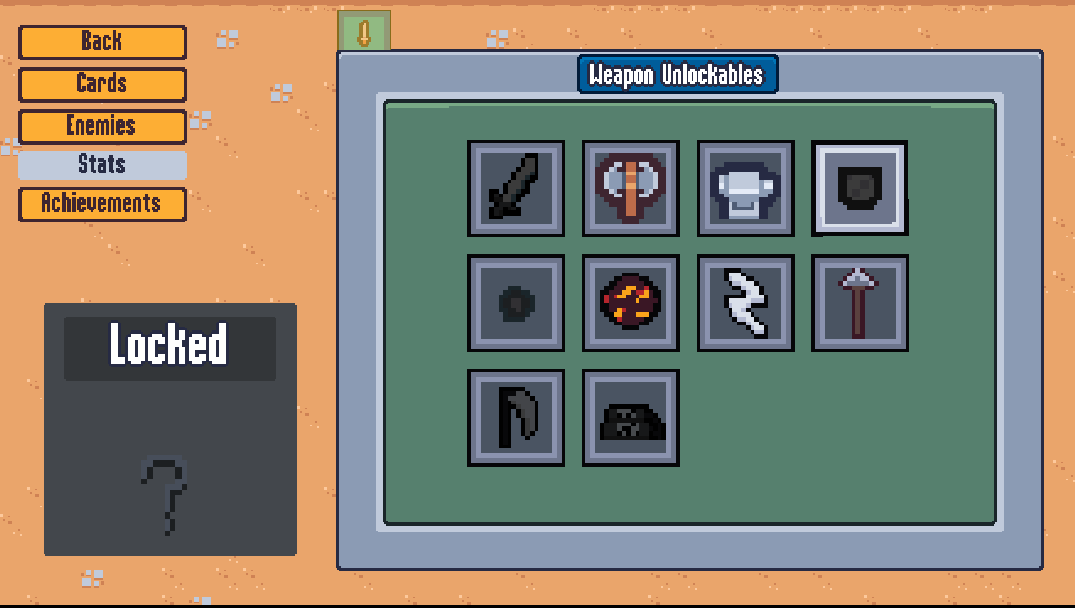 Back
Cards
Enemies
Stats
Achievements
Weapon Unlockables
Locked
?